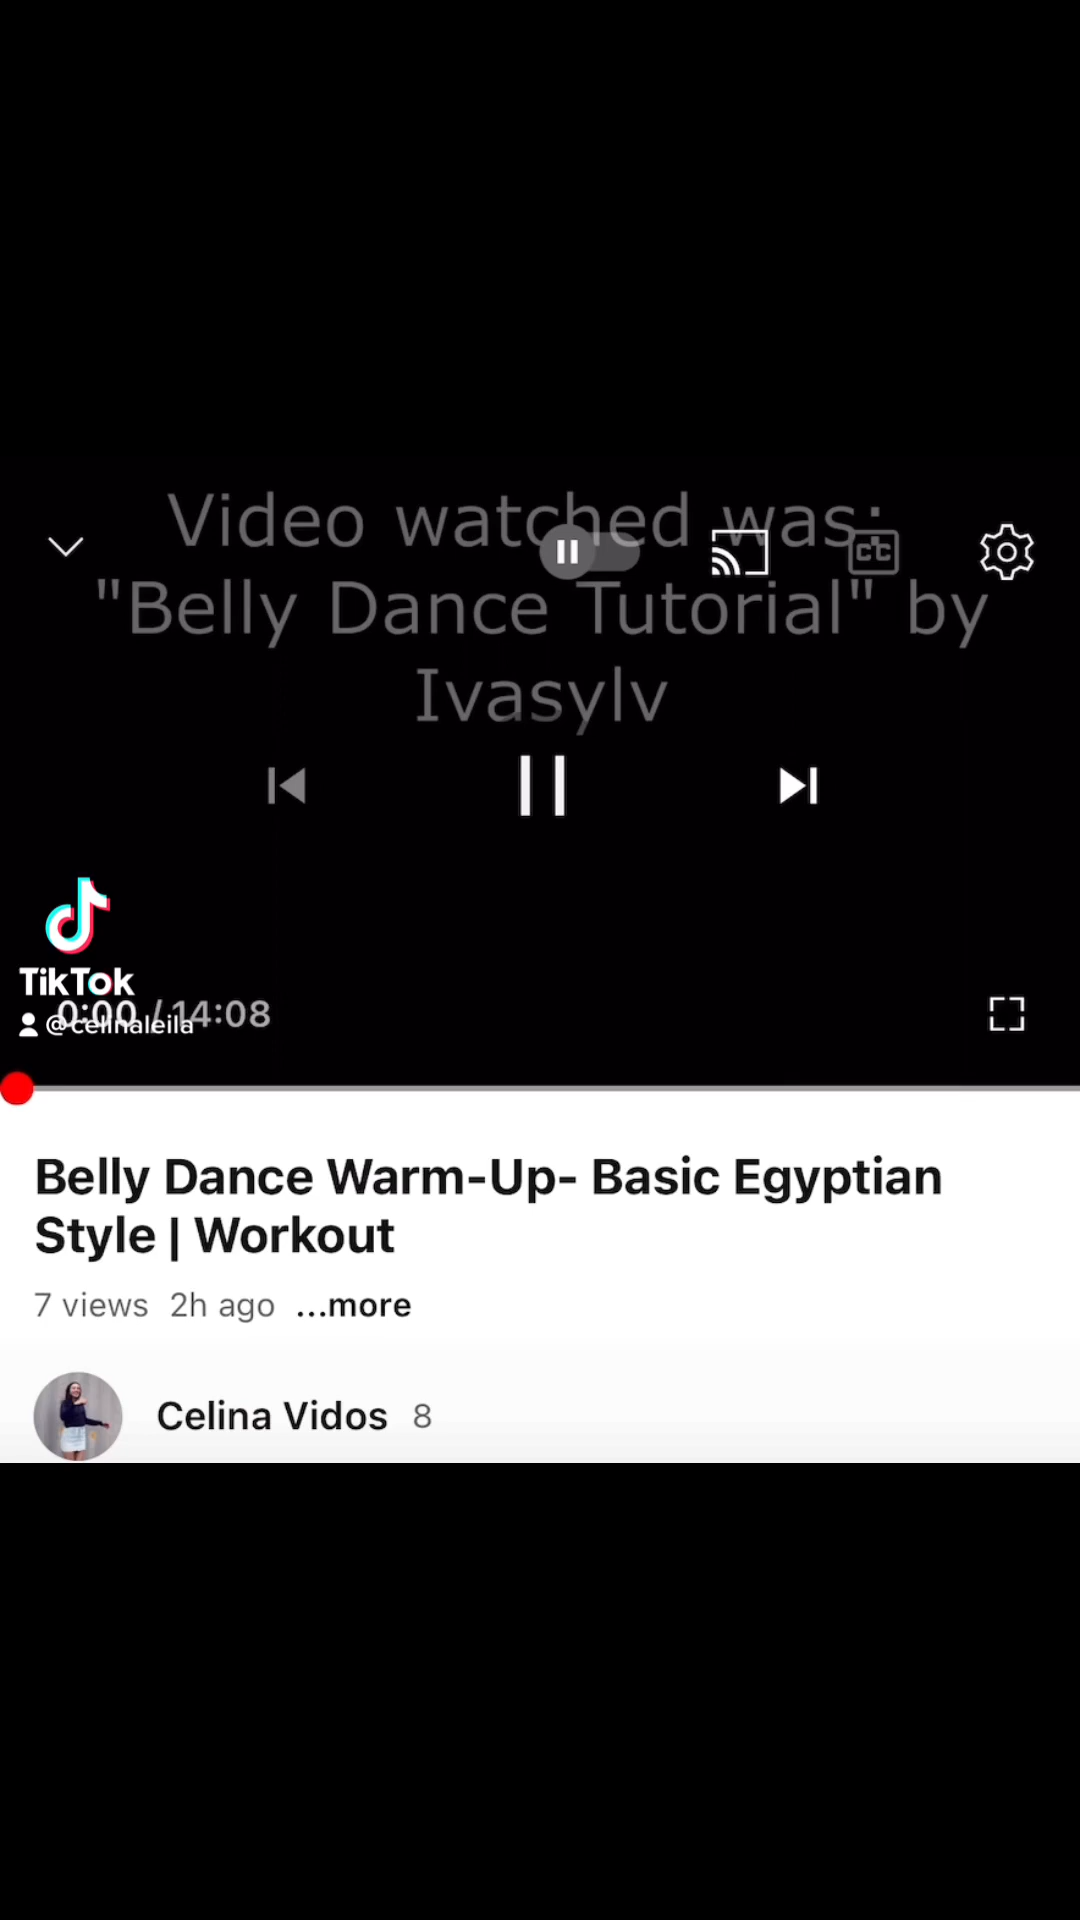 Video watched was:
"Belly Dance Tutorial" by
Ivasylv
CC
TikTok
0:00 / 14:08
@celinaleila
Belly Dance Warm-Up- Basic Egyptian
Style | Workout
7 views 2h ago ...more
Celina Vidos 8